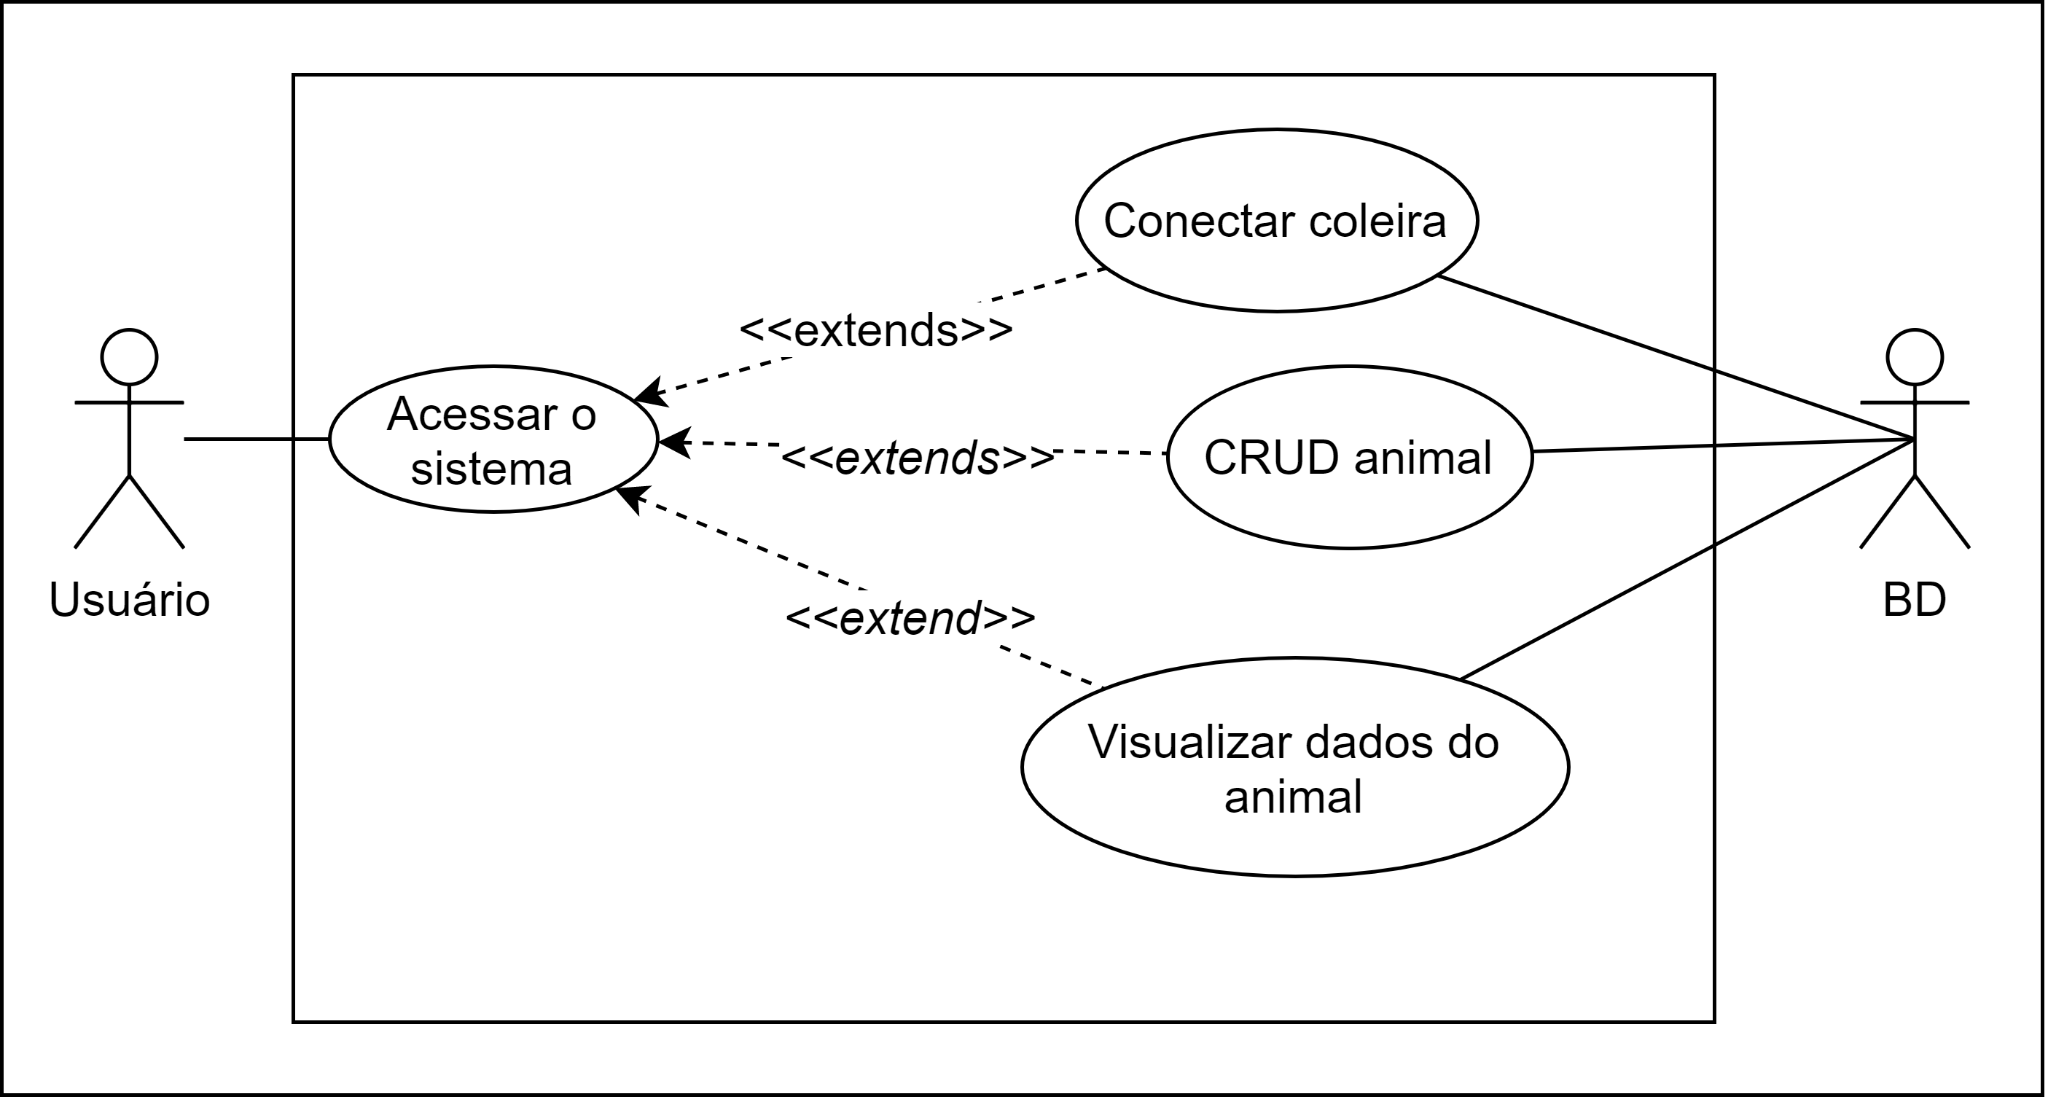 Conectar coleira
<<extends>>
Acessar o
sistema
<<extends>>
CRUD animal
Usuário
BD
<<extend>>
Visualizar dados do
animal